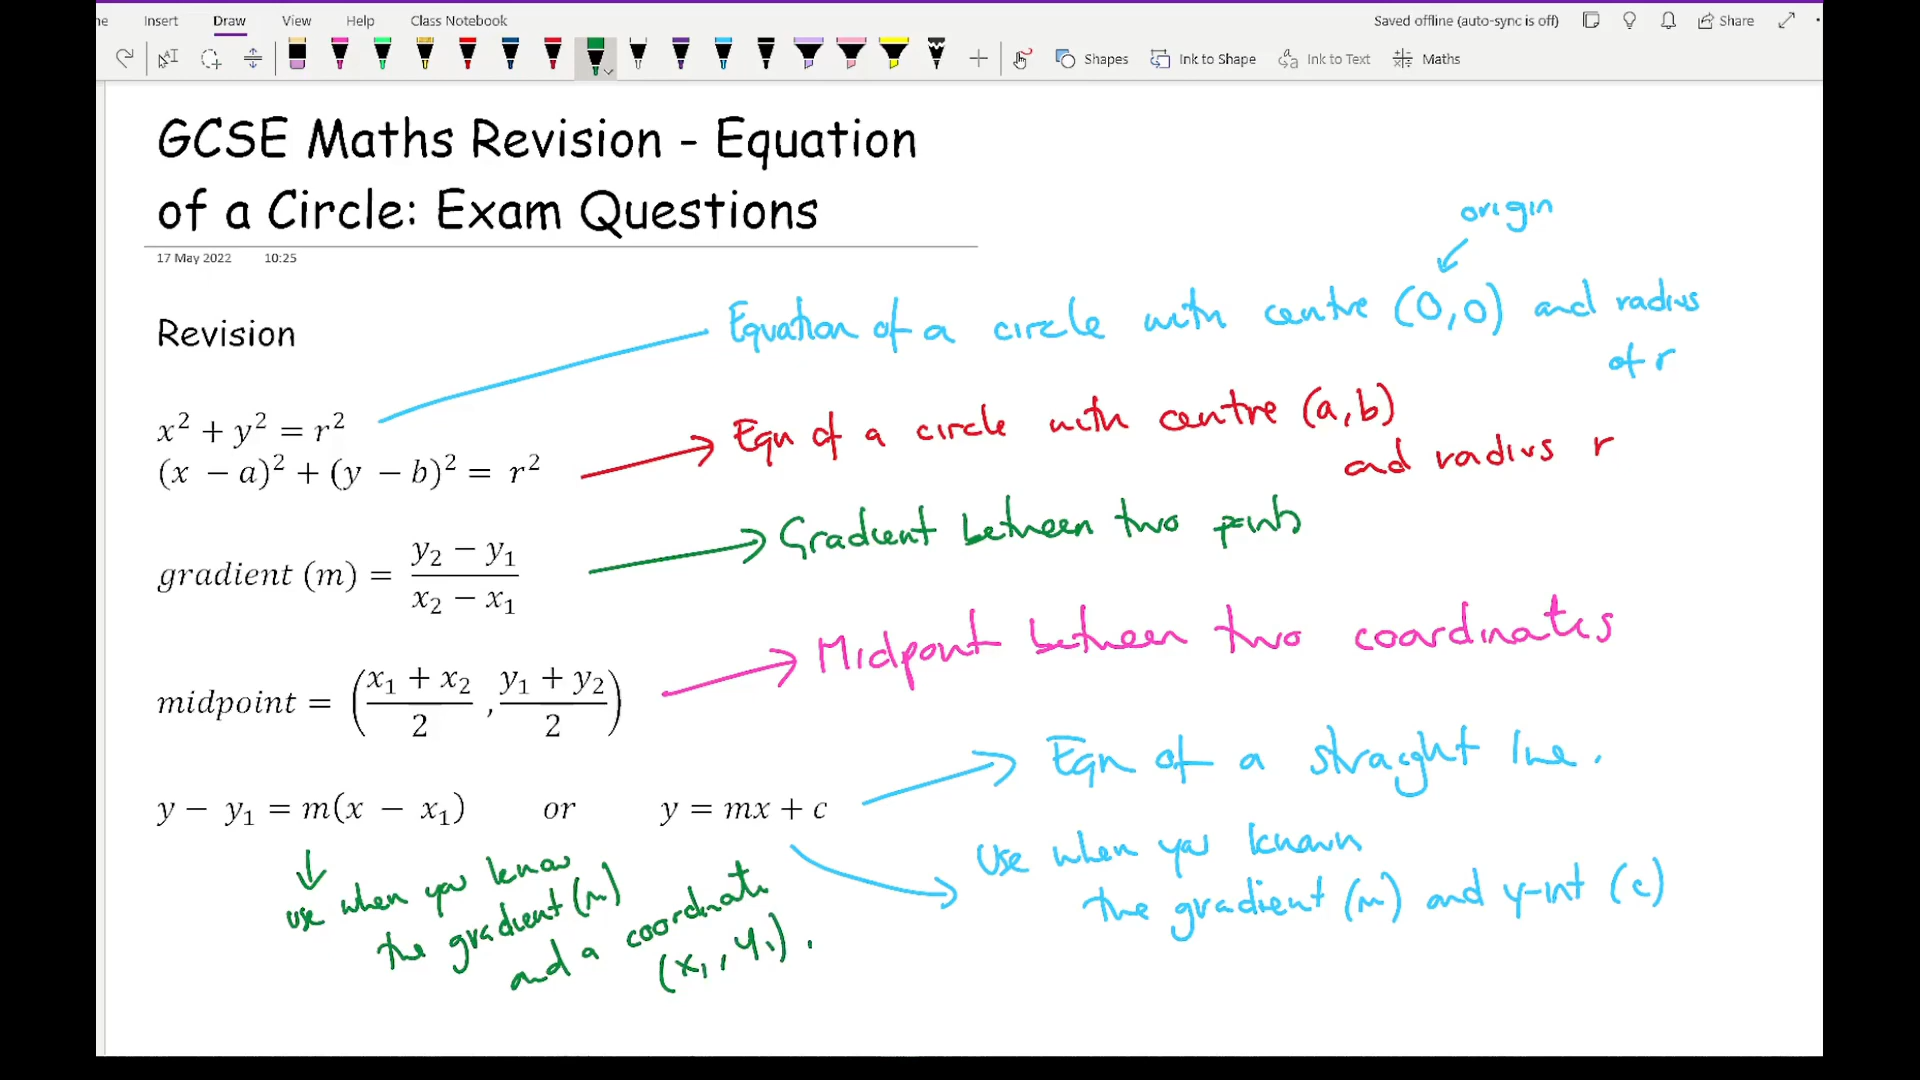 Insert Draw View Help Class Notebook Saved offline (auto-sync is off) Share
Shapes Ink to Shape Ink to Text Maths
GCSE Maths Revision - Equation
of a Circle: Exam Questions
17 May 2022 10:25
origin
Revision
Equation of a circle with centre (0,0) and radius
of r
x² + y² = r²
Eqn of a circle with centre (a,b)
and radius r
(x − a)² + (y − b)² = r²
Gradient between two points
gradient (m) = (y₂ − y₁)/(x₂ − x₁)
Midpoint between two coordinates
midpoint = ((x₁ + x₂)/2 , (y₁ + y₂)/2)
Eqn of a straight line.
y − y₁ = m(x − x₁) or y = mx + c
use when you know
the gradient (m)
and a coordinate
(x₁, y₁).
Use when you known
the gradient (m) and y-int (c)